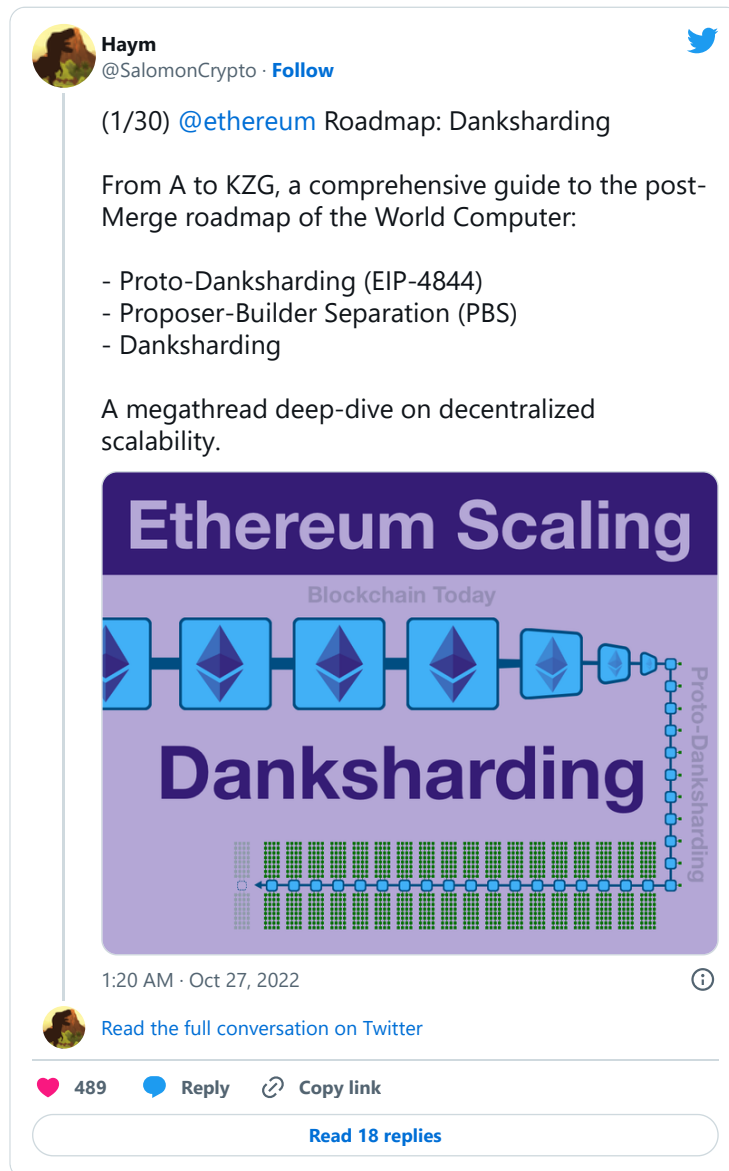 Haym
@SalomonCrypto · Follow
(1/30) @ethereum Roadmap: Danksharding
From A to KZG, a comprehensive guide to the post-
Merge roadmap of the World Computer:
- Proto-Danksharding (EIP-4844)
- Proposer-Builder Separation (PBS)
- Danksharding
A megathread deep-dive on decentralized
scalability.
Ethereum Scaling
Blockchain Today
Proto-Danksharding
Danksharding
1:20 AM · Oct 27, 2022
Read the full conversation on Twitter
489 Reply Copy link
Read 18 replies